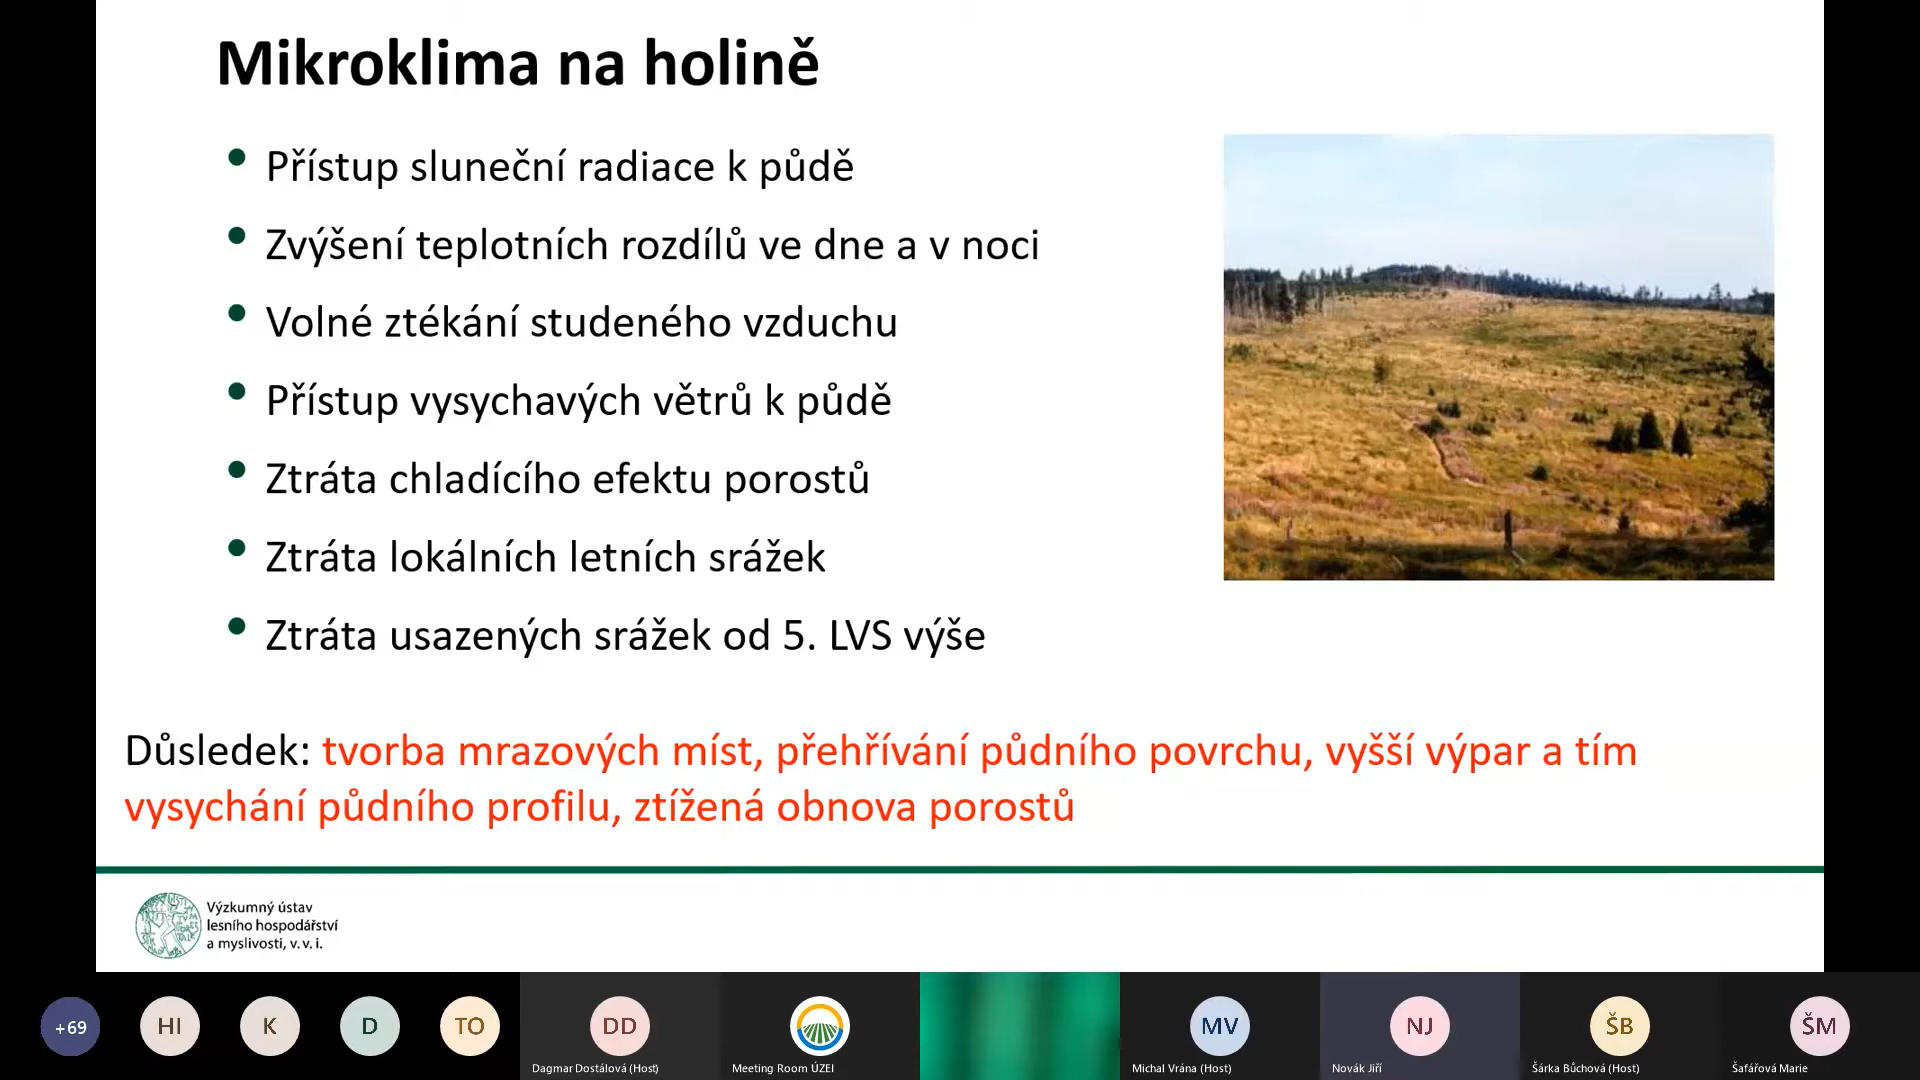 Mikroklima na holině
• Přístup sluneční radiace k půdě
• Zvýšení teplotních rozdílů ve dne a v noci
• Volné ztékání studeného vzduchu
• Přístup vysychavých větrů k půdě
• Ztráta chladícího efektu porostů
• Ztráta lokálních letních srážek
• Ztráta usazených srážek od 5. LVS výše
Důsledek: tvorba mrazových míst, přehřívání půdního povrchu, vyšší výpar a tím
vysychání půdního profilu, ztížená obnova porostů
Výzkumný ústav
lesního hospodářství
a myslivosti, v. v. i.
+69 HI K D TO DD MV NJ ŠB ŠM
Dagmar Dostálová (Host) Meeting Room ÚZEI Michal Vrána (Host) Novák Jiří Šárka Bůchová (Host) Šafářová Marie